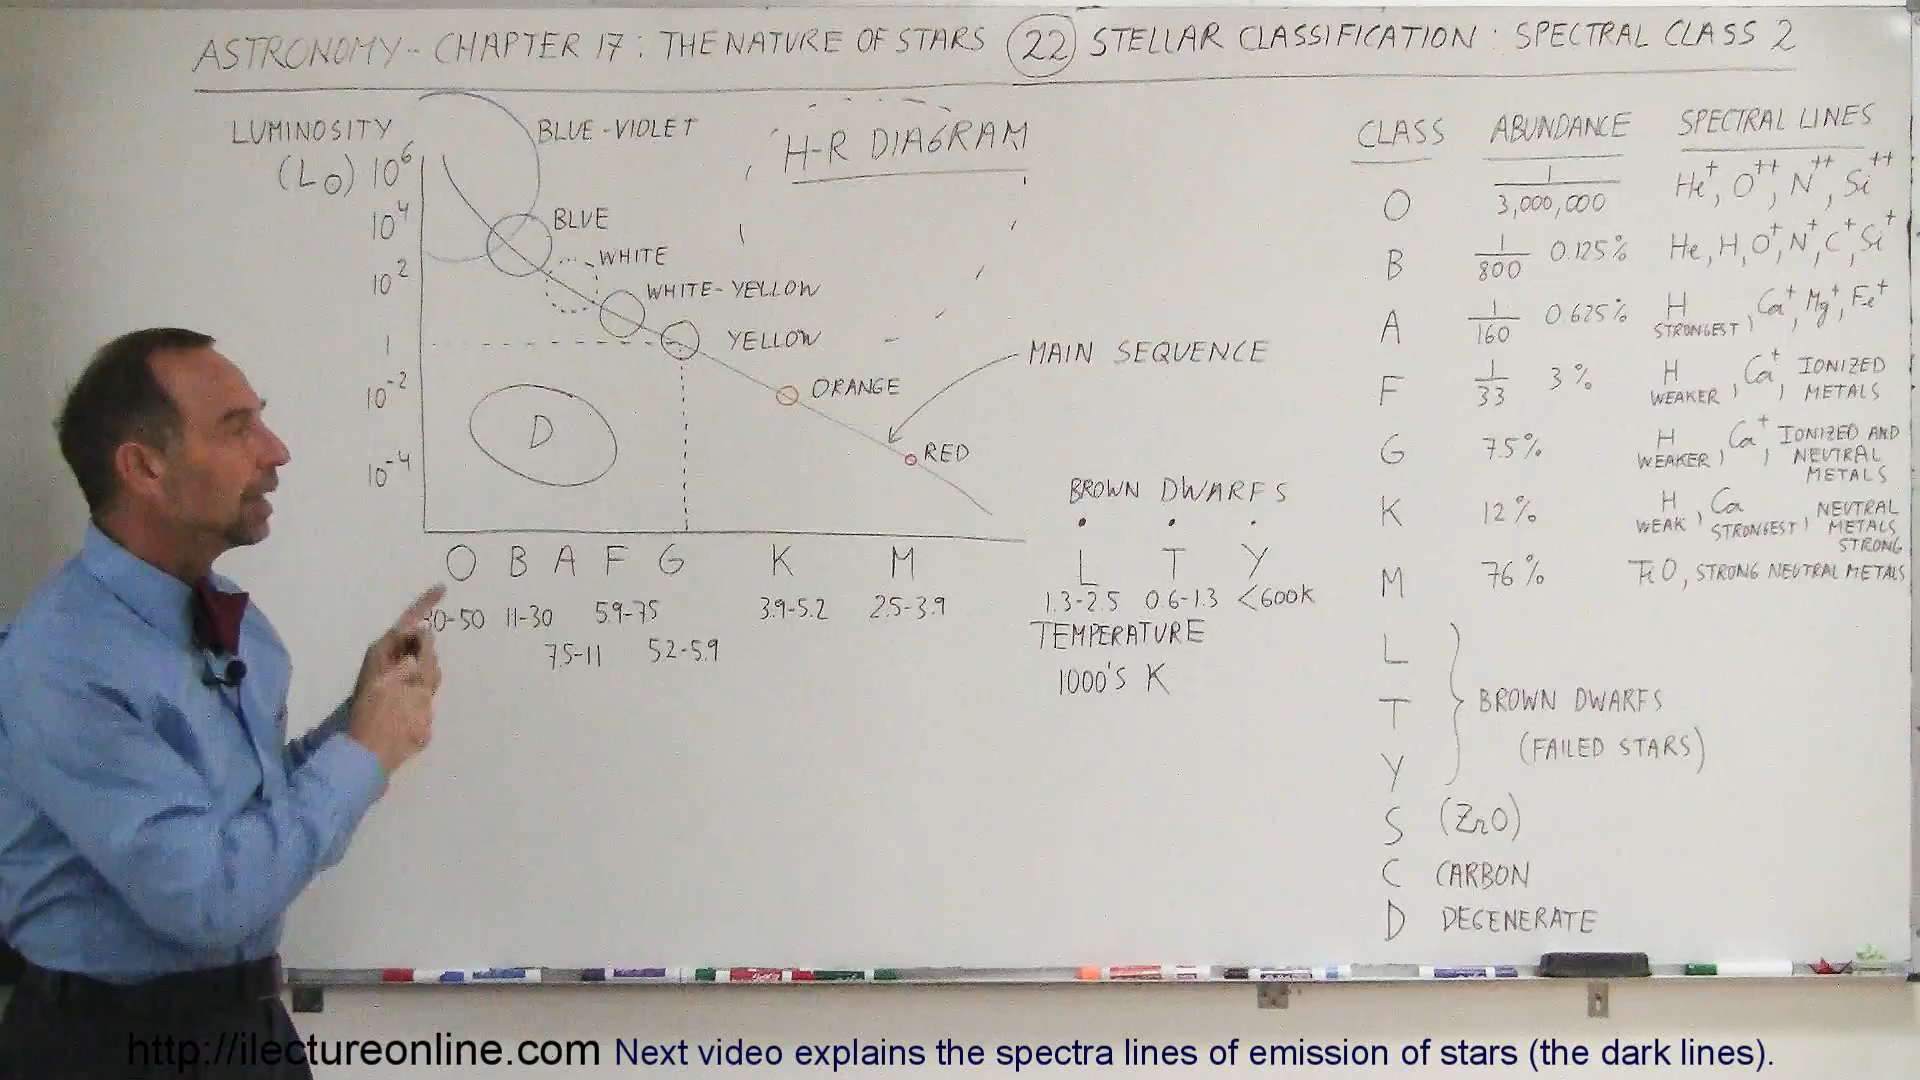 ASTRONOMY - CHAPTER 17: THE NATURE OF STARS (22) STELLAR CLASSIFICATION: SPECTRAL CLASS 2
LUMINOSITY
(L⊙) 10⁶
10⁴
10²
1
10⁻²
10⁻⁴
BLUE-VIOLET
H-R DIAGRAM
BLUE
WHITE
WHITE-YELLOW
YELLOW
MAIN SEQUENCE
ORANGE
RED
D
BROWN DWARFS
O B A F G K M L T Y
30-50 11-30 5.9-7.5 3.9-5.2 2.5-3.9 1.3-2.5 0.6-1.3 <600K
7.5-11 5.2-5.9
TEMPERATURE
1000'S K
CLASS ABUNDANCE SPECTRAL LINES
O 1/3,000,000 He⁺, O⁺⁺, N⁺⁺, Si⁺⁺
B 1/800 0.125% He, H, O⁺, N⁺, C⁺, Si⁺
A 1/160 0.625% H STRONGEST, Ca⁺, Mg⁺, Fe⁺
F 1/33 3% H WEAKER, Ca⁺, IONIZED METALS
G 7.5% H WEAKER, Ca⁺, IONIZED AND NEUTRAL METALS
K 12% H WEAK, Ca STRONGEST, NEUTRAL METALS STRONG
M 76% TiO, STRONG NEUTRAL METALS
L
T
Y
BROWN DWARFS
(FAILED STARS)
S (ZrO)
C CARBON
D DEGENERATE
http://ilectureonline.com Next video explains the spectra lines of emission of stars (the dark lines).